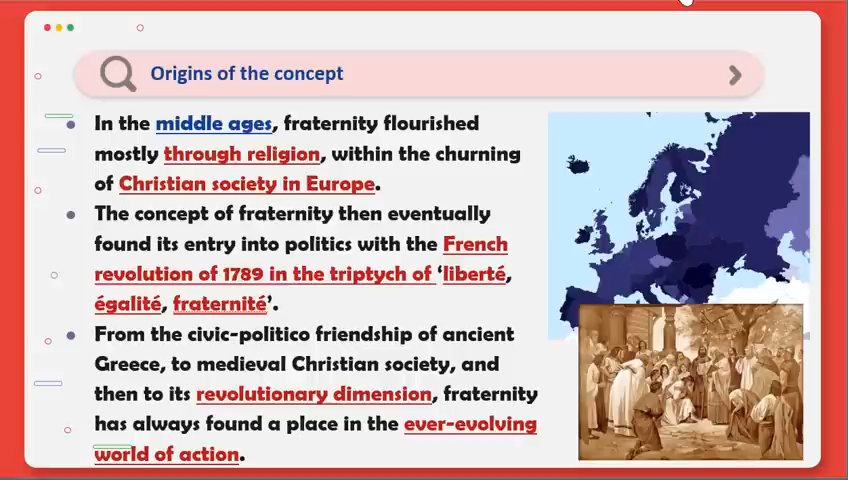 Origins of the concept
In the middle ages, fraternity flourished
mostly through religion, within the churning
of Christian society in Europe.
The concept of fraternity then eventually
found its entry into politics with the French
revolution of 1789 in the triptych of ‘liberté,
égalité, fraternité’.
From the civic-politico friendship of ancient
Greece, to medieval Christian society, and
then to its revolutionary dimension, fraternity
has always found a place in the ever-evolving
world of action.